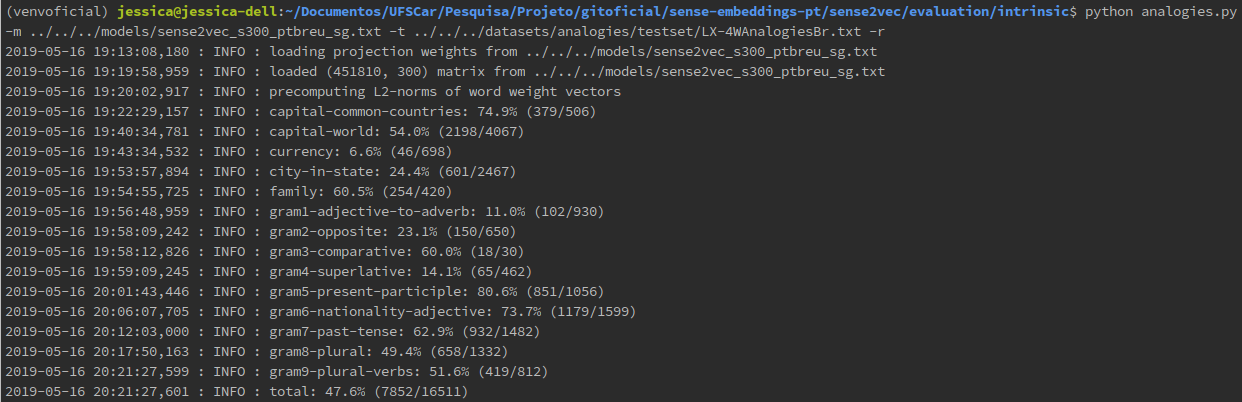 (venvoficial) jessica@jessica-dell:~/Documentos/UFSCar/Pesquisa/Projeto/gitoficial/sense-embeddings-pt/sense2vec/evaluation/intrinsic$ python analogies.py
-m ../../../models/sense2vec_s300_ptbreu_sg.txt -t ../../../datasets/analogies/testset/LX-4WAnalogiesBr.txt -r
2019-05-16 19:13:08,180 : INFO : loading projection weights from ../../../models/sense2vec_s300_ptbreu_sg.txt
2019-05-16 19:19:58,959 : INFO : loaded (451810, 300) matrix from ../../../models/sense2vec_s300_ptbreu_sg.txt
2019-05-16 19:20:02,917 : INFO : precomputing L2-norms of word weight vectors
2019-05-16 19:22:29,157 : INFO : capital-common-countries: 74.9% (379/506)
2019-05-16 19:40:34,781 : INFO : capital-world: 54.0% (2198/4067)
2019-05-16 19:43:34,532 : INFO : currency: 6.6% (46/698)
2019-05-16 19:53:57,894 : INFO : city-in-state: 24.4% (601/2467)
2019-05-16 19:54:55,725 : INFO : family: 60.5% (254/420)
2019-05-16 19:56:48,959 : INFO : gram1-adjective-to-adverb: 11.0% (102/930)
2019-05-16 19:58:09,242 : INFO : gram2-opposite: 23.1% (150/650)
2019-05-16 19:58:12,826 : INFO : gram3-comparative: 60.0% (18/30)
2019-05-16 19:59:09,245 : INFO : gram4-superlative: 14.1% (65/462)
2019-05-16 20:01:43,446 : INFO : gram5-present-participle: 80.6% (851/1056)
2019-05-16 20:06:07,705 : INFO : gram6-nationality-adjective: 73.7% (1179/1599)
2019-05-16 20:12:03,000 : INFO : gram7-past-tense: 62.9% (932/1482)
2019-05-16 20:17:50,163 : INFO : gram8-plural: 49.4% (658/1332)
2019-05-16 20:21:27,599 : INFO : gram9-plural-verbs: 51.6% (419/812)
2019-05-16 20:21:27,601 : INFO : total: 47.6% (7852/16511)